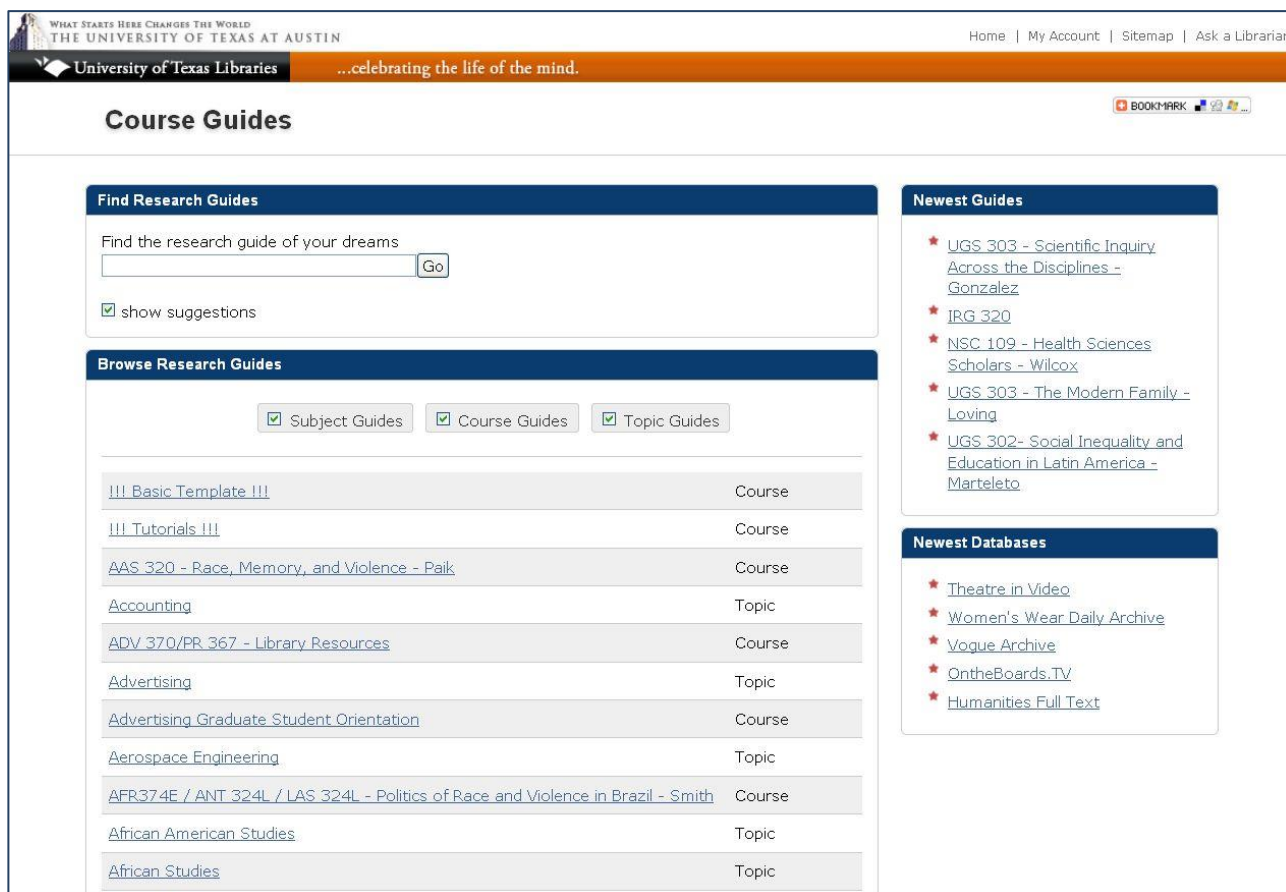 WHAT STARTS HERE CHANGES THE WORLD
THE UNIVERSITY OF TEXAS AT AUSTIN
Home | My Account | Sitemap | Ask a Librarian
University of Texas Libraries
...celebrating the life of the mind.
Course Guides
BOOKMARK
Find Research Guides
Find the research guide of your dreams
Go
show suggestions
Browse Research Guides
Subject Guides
Course Guides
Topic Guides
!!! Basic Template !!! Course
!!! Tutorials !!! Course
AAS 320 - Race, Memory, and Violence - Paik Course
Accounting Topic
ADV 370/PR 367 - Library Resources Course
Advertising Topic
Advertising Graduate Student Orientation Course
Aerospace Engineering Topic
AFR374E / ANT 324L / LAS 324L - Politics of Race and Violence in Brazil - Smith Course
African American Studies Topic
African Studies Topic
Newest Guides
UGS 303 - Scientific Inquiry
Across the Disciplines -
Gonzalez
IRG 320
NSC 109 - Health Sciences
Scholars - Wilcox
UGS 303 - The Modern Family -
Loving
UGS 302- Social Inequality and
Education in Latin America -
Marteleto
Newest Databases
Theatre in Video
Women's Wear Daily Archive
Vogue Archive
OntheBoards.TV
Humanities Full Text